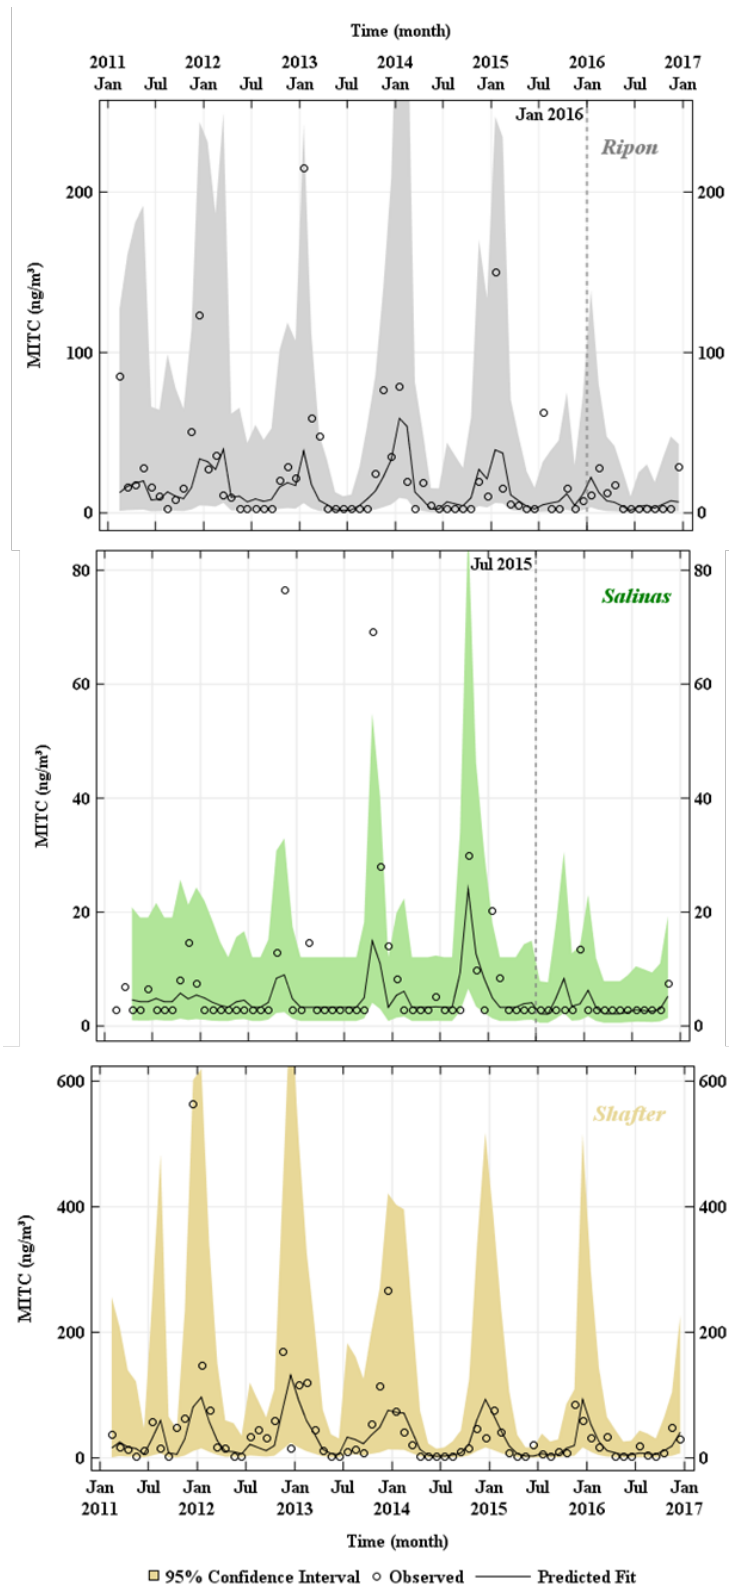 Time (month)
2011 2012 2013 2014 2015 2016 2017
Jan Jul Jan Jul Jan Jul Jan Jul Jan Jul Jan Jul Jan
Jan 2016
Ripon
200 200
MITC (ng/m³)
100 100
0 0
Jul 2015
80 80
Salinas
60 60
MITC (ng/m³)
40 40
20 20
0 0
600 600
Shafter
400 400
MITC (ng/m³)
200 200
0 0
Jan Jul Jan Jul Jan Jul Jan Jul Jan Jul Jan Jul Jan
2011 2012 2013 2014 2015 2016 2017
Time (month)
95% Confidence Interval Observed Predicted Fit